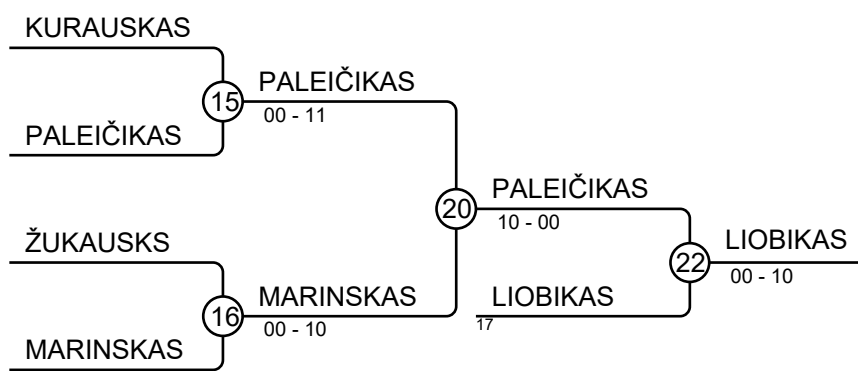 KURAUSKAS
15
PALEIČIKAS
00 - 11
PALEIČIKAS
20
PALEIČIKAS
10 - 00
ŽUKAUSKS
22
LIOBIKAS
00 - 10
16
MARINSKAS
00 - 10
LIOBIKAS
17
MARINSKAS